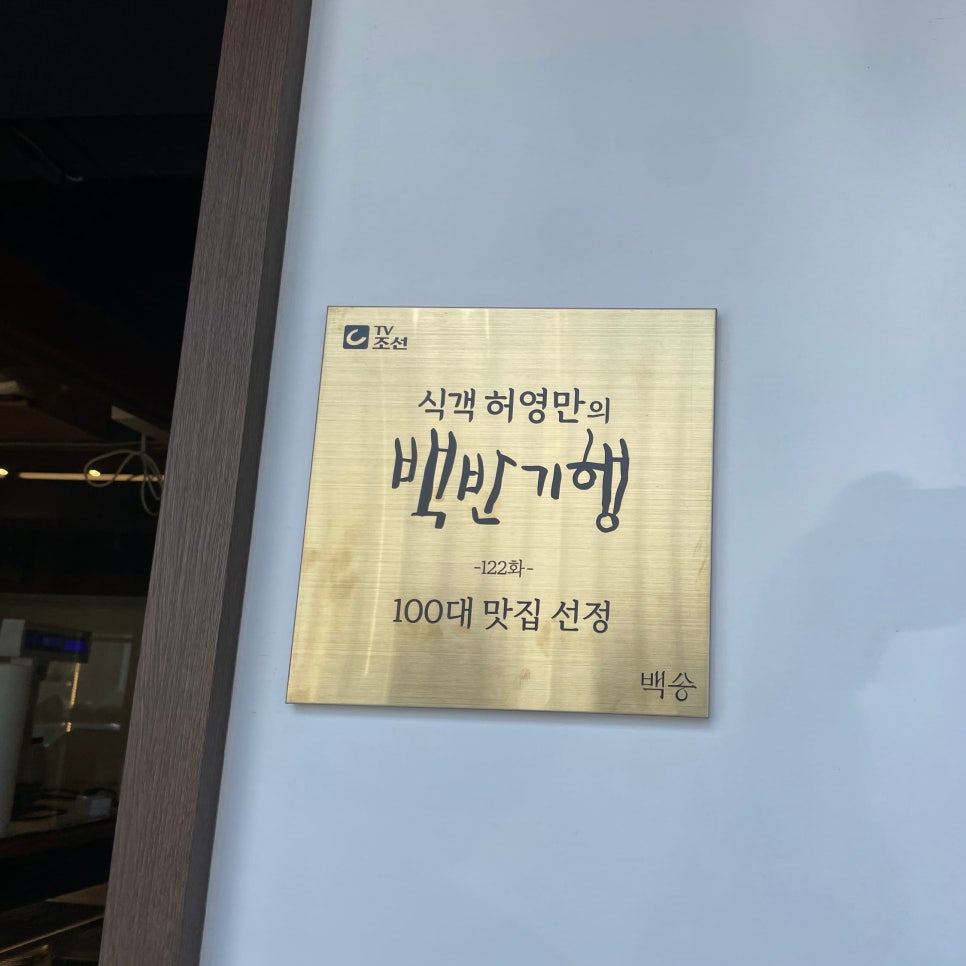 TV
조선
식객 허영만의
백반기행
-122화-
100대 맛집 선정
백송